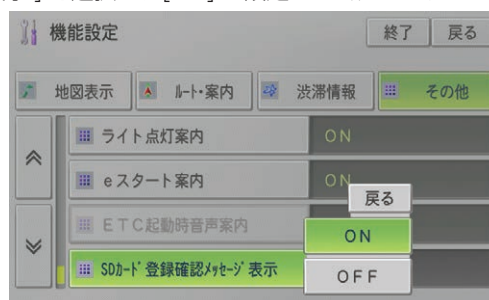 機能設定
終了
戻る
地図表示
ルート・案内
渋滞情報
その他
ライト点灯案内
ON
eスタート案内
ON
戻る
ETC起動時音声案内
ON
SDカード登録確認メッセージ表示
OFF